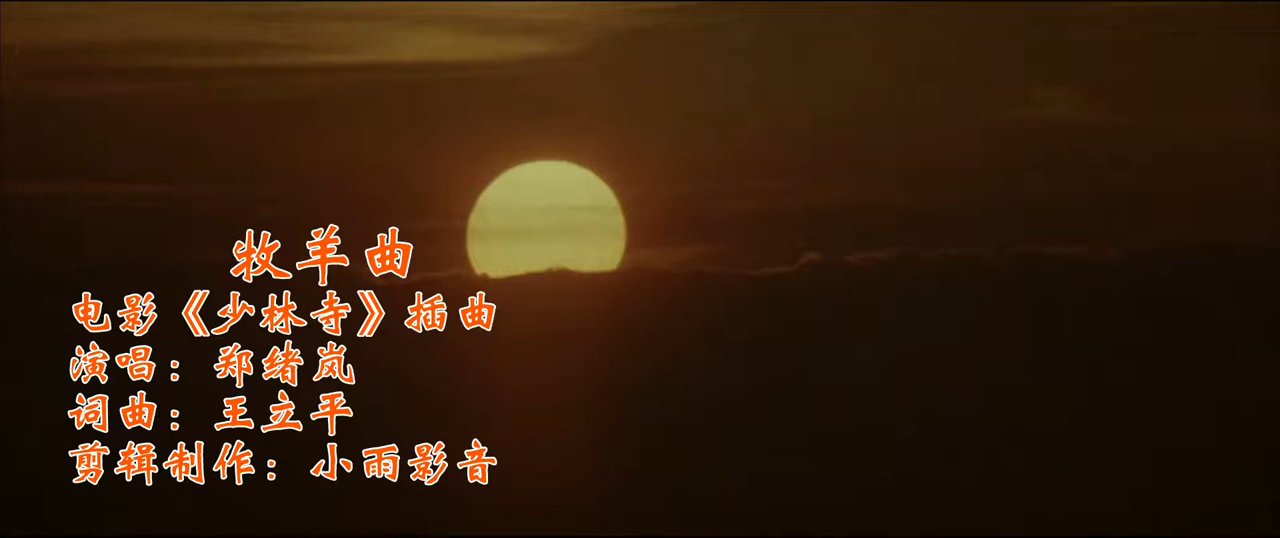 牧羊曲
电影《少林寺》插曲
演唱：郑绪岚
词曲：王立平
剪辑制作：小雨影音